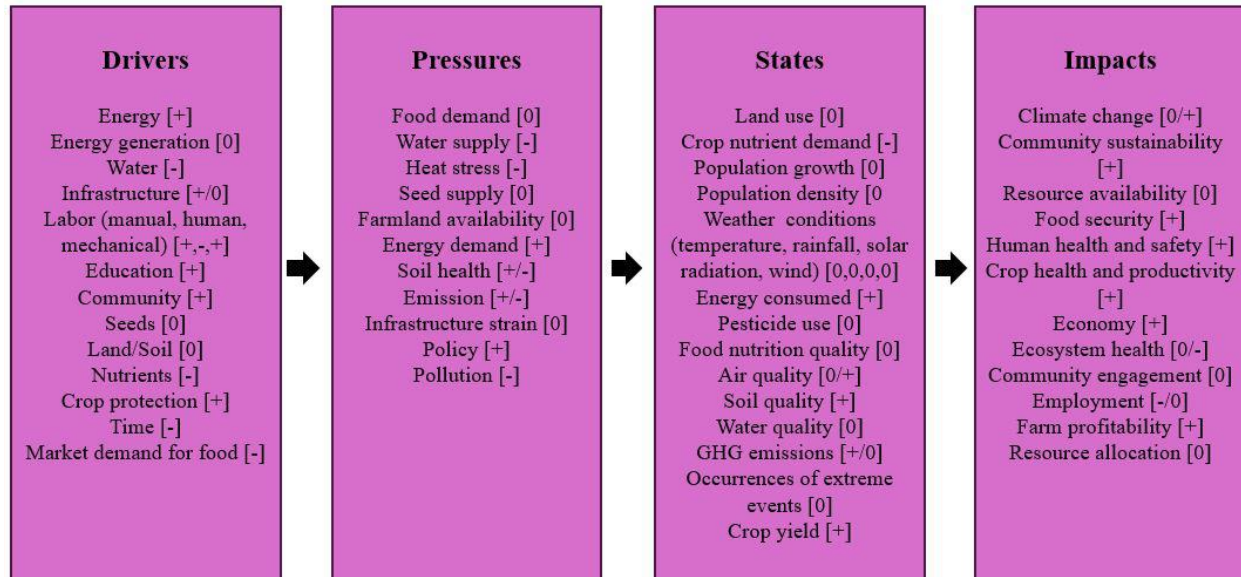 Drivers
Energy [+]
Energy generation [0]
Water [-]
Infrastructure [+/0]
Labor (manual, human,
mechanical) [+,-,+]
Education [+]
Community [+]
Seeds [0]
Land/Soil [0]
Nutrients [-]
Crop protection [+]
Time [-]
Market demand for food [-]
Pressures
Food demand [0]
Water supply [-]
Heat stress [-]
Seed supply [0]
Farmland availability [0]
Energy demand [+]
Soil health [+/-]
Emission [+/-]
Infrastructure strain [0]
Policy [+]
Pollution [-]
States
Land use [0]
Crop nutrient demand [-]
Population growth [0]
Population density [0
Weather conditions
(temperature, rainfall, solar
radiation, wind) [0,0,0,0]
Energy consumed [+]
Pesticide use [0]
Food nutrition quality [0]
Air quality [0/+]
Soil quality [+]
Water quality [0]
GHG emissions [+/0]
Occurrences of extreme
events [0]
Crop yield [+]
Impacts
Climate change [0/+]
Community sustainability
[+]
Resource availability [0]
Food security [+]
Human health and safety [+]
Crop health and productivity
[+]
Economy [+]
Ecosystem health [0/-]
Community engagement [0]
Employment [-/0]
Farm profitability [+]
Resource allocation [0]